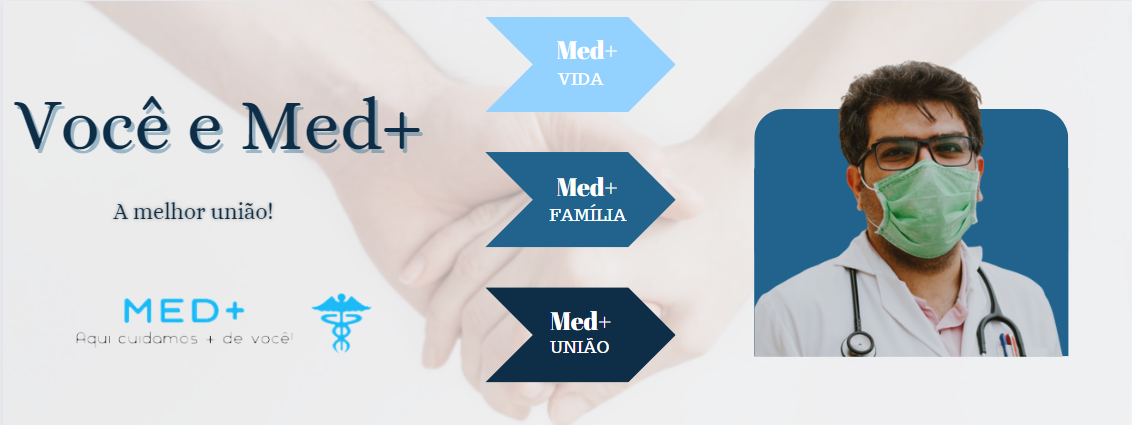 Você e Med+
A melhor união!
MED+
Aqui cuidamos + de você!
Med+
VIDA
Med+
FAMÍLIA
Med+
UNIÃO